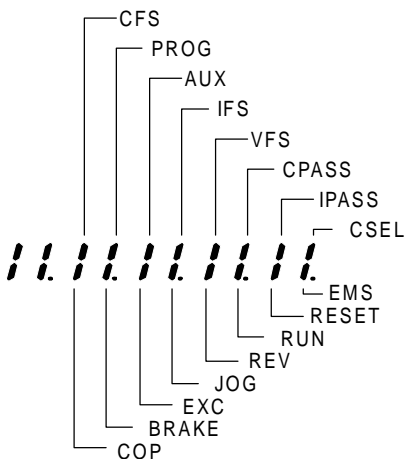 CFS
PROG
AUX
IFS
VFS
CPASS
IPASS
CSEL
EMS
RESET
RUN
REV
JOG
EXC
BRAKE
COP